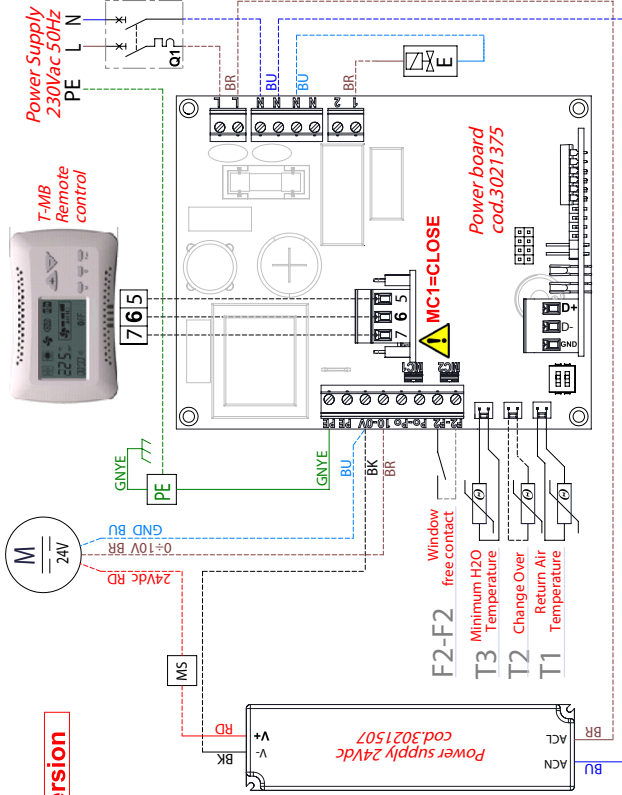 Power Supply
230Vac 50Hz
N
L
PE
Q1
BR
BU
BU
BR
E
L
L
N
N
N
N
2
1
T-MB
Remote
control
7
6
5
Power board
cod.3021375
MC1=CLOSE
7
6
5
MC1
MC2
D+
D-
GND
PE
PE
10-0V
Po-Po
F2-F2
GNYE
PE
GNYE
BU
BK
BR
M
24V
GND BU
0÷10V BR
24Vdc RD
MS
Window
free contact
F2-F2
Minimum H2O
Temperature
T3
Change Over
T2
Return Air
Temperature
T1
RD
BK
V+
V-
Power supply 24Vdc
cod.3021507
ACL
ACN
BR
BU
ersion